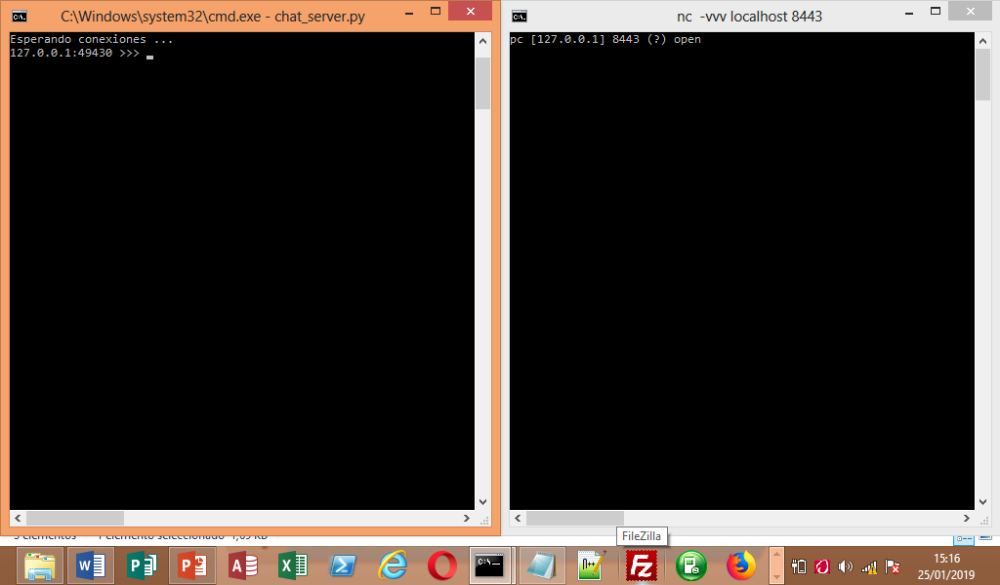 C:\Windows\system32\cmd.exe - chat_server.py
Esperando conexiones ...
127.0.0.1:49430 >>>
nc -vvv localhost 8443
pc [127.0.0.1] 8443 (?) open
5 elementos 1 elemento seleccionado 1,09 KB
FileZilla
15:16
25/01/2019